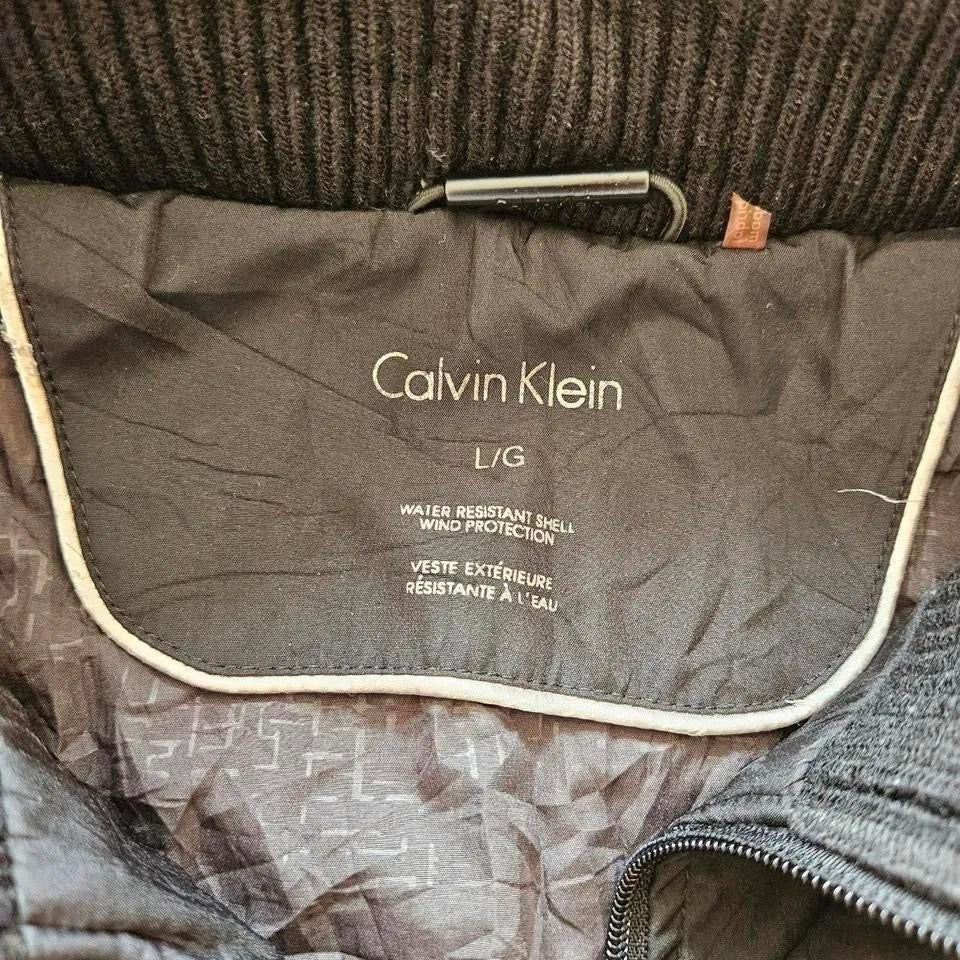 Calvin Klein
L/G
WATER RESISTANT SHELL
WIND PROTECTION
VESTE EXTÉRIEURE
RÉSISTANTE À L'EAU